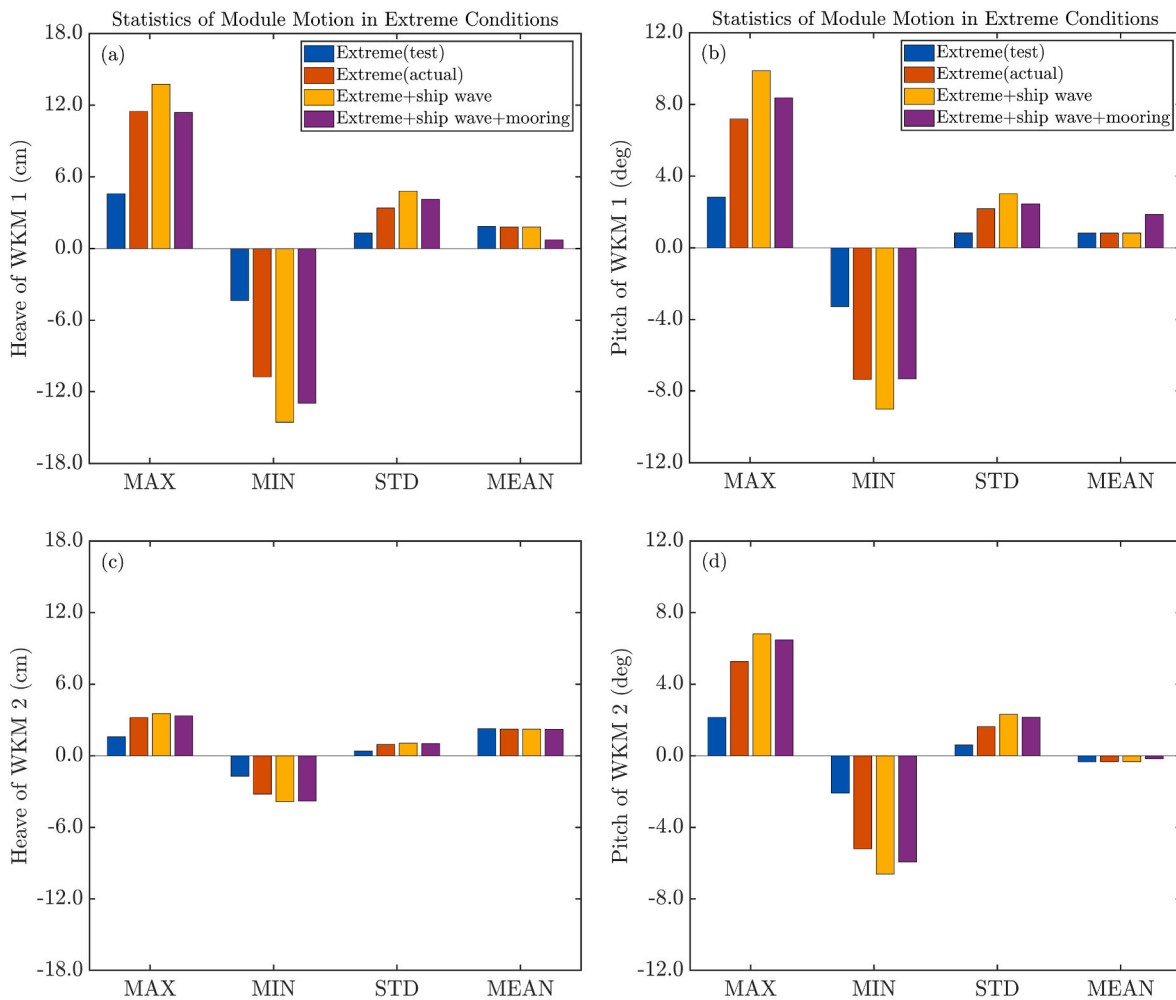 Statistics of Module Motion in Extreme Conditions
(a)
Extreme(test)
Extreme(actual)
Extreme+ship wave
Extreme+ship wave+mooring
Heave of WKM 1 (cm)
18.0
12.0
6.0
0.0
-6.0
-12.0
-18.0
MAX MIN STD MEAN
Statistics of Module Motion in Extreme Conditions
(b)
Extreme(test)
Extreme(actual)
Extreme+ship wave
Extreme+ship wave+mooring
Pitch of WKM 1 (deg)
12.0
8.0
4.0
0.0
-4.0
-8.0
-12.0
MAX MIN STD MEAN
(c)
Heave of WKM 2 (cm)
18.0
12.0
6.0
0.0
-6.0
-12.0
-18.0
MAX MIN STD MEAN
(d)
Pitch of WKM 2 (deg)
12.0
8.0
4.0
0.0
-4.0
-8.0
-12.0
MAX MIN STD MEAN